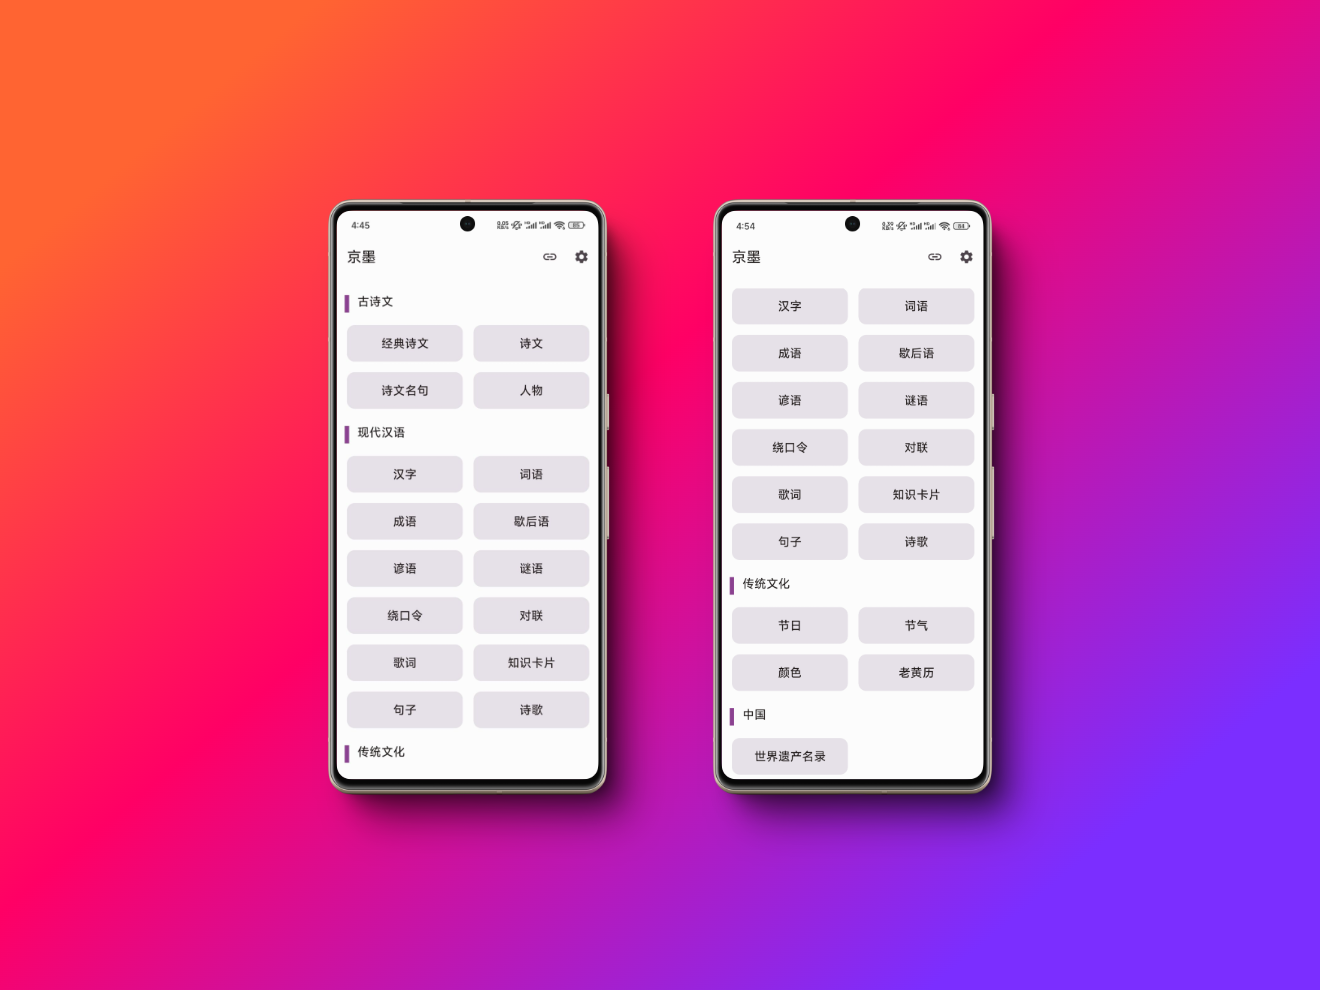 4:45
京墨
古诗文
经典诗文 诗文
诗文名句 人物
现代汉语
汉字 词语
成语 歇后语
谚语 谜语
绕口令 对联
歌词 知识卡片
句子 诗歌
传统文化
4:54
京墨
汉字 词语
成语 歇后语
谚语 谜语
绕口令 对联
歌词 知识卡片
句子 诗歌
传统文化
节日 节气
颜色 老黄历
中国
世界遗产名录